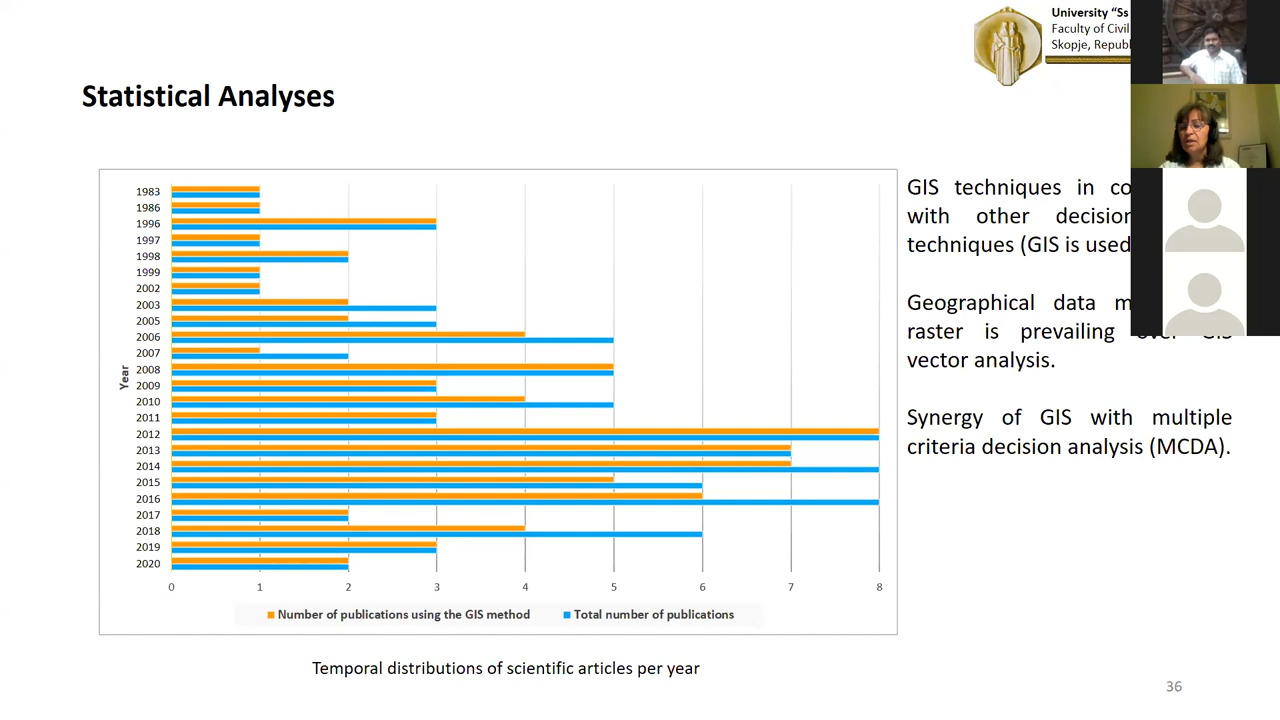 University “Ss
Faculty of Civil
Skopje, Republ
Statistical Analyses
1983
1986
1996
1997
1998
1999
2002
2003
2005
2006
2007
2008
2009
2010
2011
2012
2013
2014
2015
2016
2017
2018
2019
2020
Year
0 1 2 3 4 5 6 7 8
Number of publications using the GIS method Total number of publications
Temporal distributions of scientific articles per year
GIS techniques in co
with other decision
techniques (GIS is used
Geographical data m
raster is prevailing over GIS
vector analysis.
Synergy of GIS with multiple
criteria decision analysis (MCDA).
36